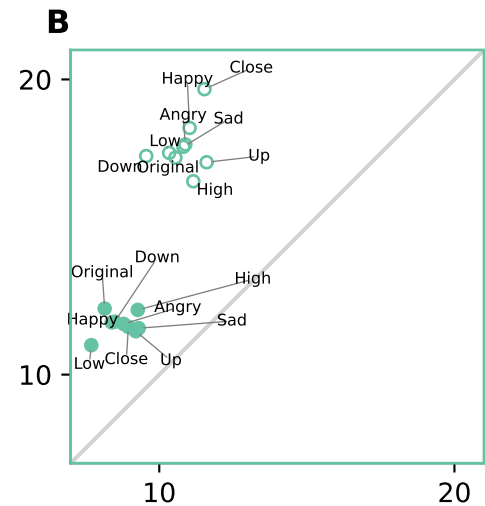 B
20
Close
Happy
Angry
Sad
Low
Up
Down
Original
High
Down
Original
High
Angry
Happy
Sad
Low
Close
Up
10
10
20